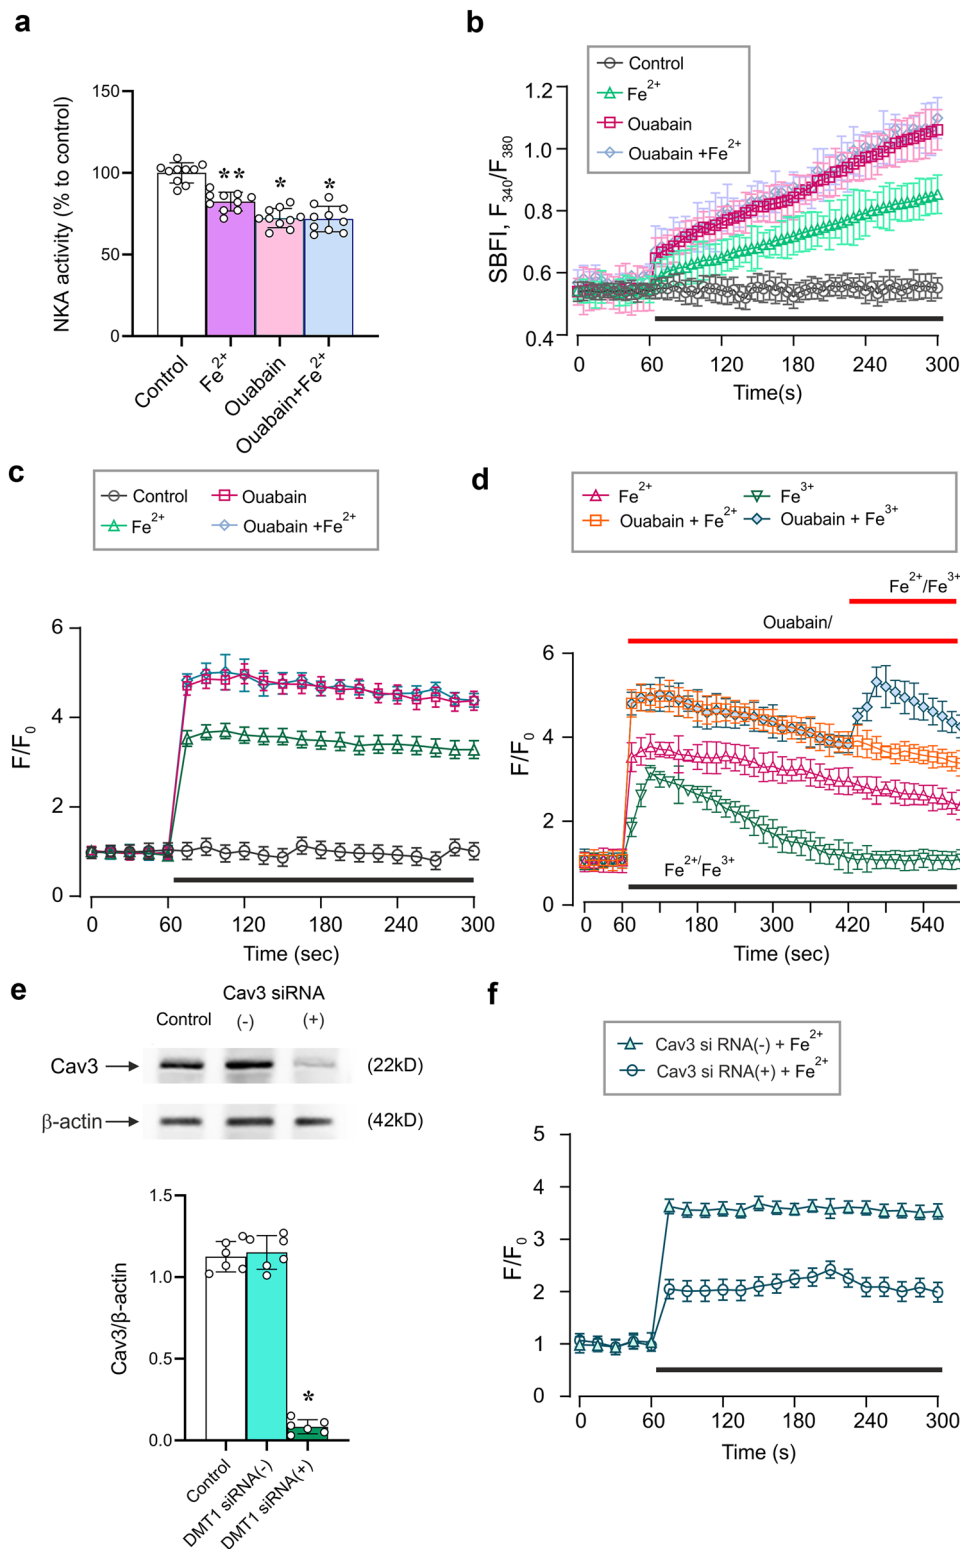 a
NKA activity (% to control)
150
100
50
0
**
*
*
Control
Fe2+
Ouabain
Ouabain+Fe2+
b
Control
Fe2+
Ouabain
Ouabain +Fe2+
SBFI, F340/F380
1.2
1.0
0.8
0.6
0.4
0 60 120 180 240 300
Time(s)
c
Control
Ouabain
Fe2+
Ouabain +Fe2+
F/F0
6
4
2
0
0 60 120 180 240 300
Time (sec)
d
Fe2+
Fe3+
Ouabain + Fe2+
Ouabain + Fe3+
Fe2+/Fe3+
Ouabain/
F/F0
6
4
2
0
Fe2+/Fe3+
0 60 180 300 420 540
Time (sec)
e
Cav3 siRNA
Control (-) (+)
Cav3 (22kD)
β-actin (42kD)
Cav3/β-actin
1.5
1.0
0.5
0.0
*
Control
DMT1 siRNA(-)
DMT1 siRNA(+)
f
Cav3 si RNA(-) + Fe2+
Cav3 si RNA(+) + Fe2+
F/F0
5
4
3
2
1
0
0 60 120 180 240 300
Time (s)